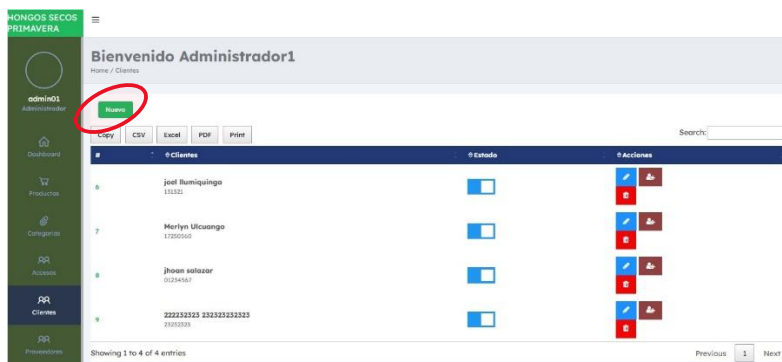 HONGOS SECOS
PRIMAVERA
Bienvenido Administrador1
Home / Clientes
admin01
Administrador
Nuevo
Copy CSV Excel PDF Print
Search:
# Clientes Estado Acciones
Dashboard
Productos
Categorias
Accesos
Clientes
Proveedores
6 joel llumiquinga
131321
7 Merlyn Ulcuango
17250560
8 jhoan salazar
01234567
9 222232323 232323232323
23232323
Showing 1 to 4 of 4 entries
Previous 1 Next